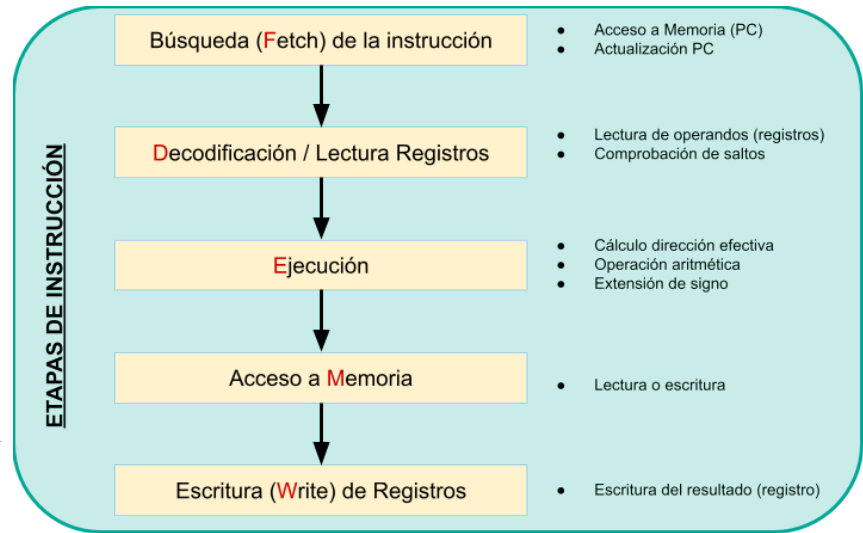 ETAPAS DE INSTRUCCIÓN
Búsqueda (Fetch) de la instrucción
● Acceso a Memoria (PC)
● Actualización PC
Decodificación / Lectura Registros
● Lectura de operandos (registros)
● Comprobación de saltos
Ejecución
● Cálculo dirección efectiva
● Operación aritmética
● Extensión de signo
Acceso a Memoria
● Lectura o escritura
Escritura (Write) de Registros
● Escritura del resultado (registro)